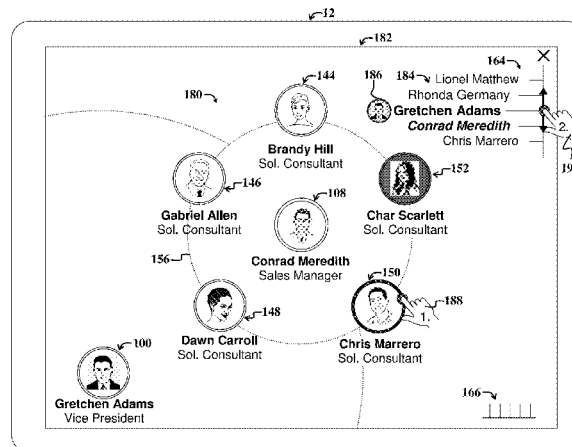 12
182
144
180
186
184
164
Lionel Matthew
Rhonda Germany
Gretchen Adams
Conrad Meredith
Chris Marrero
2.
19
Brandy Hill
Sol. Consultant
146
108
152
Gabriel Allen
Sol. Consultant
Char Scarlett
Sol. Consultant
156
Conrad Meredith
Sales Manager
150
188
1.
148
Dawn Carroll
Sol. Consultant
Chris Marrero
Sol. Consultant
100
166
Gretchen Adams
Vice President